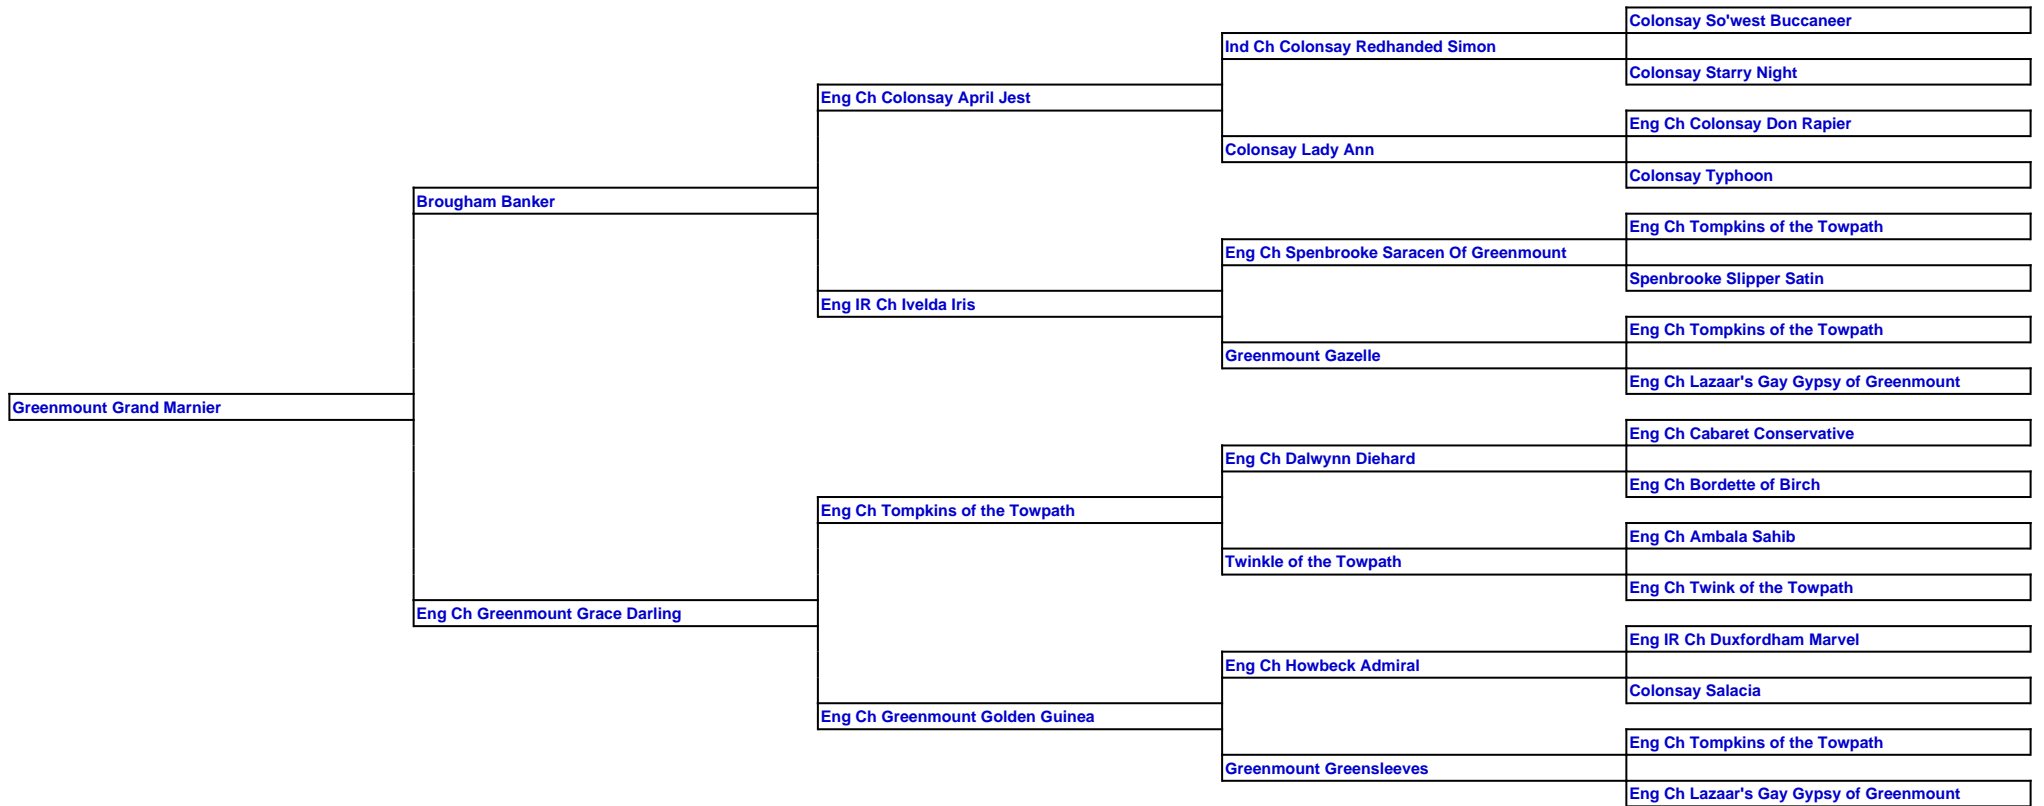 Colonsay So'west Buccaneer
Ind Ch Colonsay Redhanded Simon
Colonsay Starry Night
Eng Ch Colonsay April Jest
Eng Ch Colonsay Don Rapier
Colonsay Lady Ann
Colonsay Typhoon
Brougham Banker
Eng Ch Tompkins of the Towpath
Eng Ch Spenbrooke Saracen Of Greenmount
Spenbrooke Slipper Satin
Eng IR Ch Ivelda Iris
Eng Ch Tompkins of the Towpath
Greenmount Gazelle
Eng Ch Lazaar's Gay Gypsy of Greenmount
Greenmount Grand Marnier
Eng Ch Cabaret Conservative
Eng Ch Dalwynn Diehard
Eng Ch Bordette of Birch
Eng Ch Tompkins of the Towpath
Eng Ch Ambala Sahib
Twinkle of the Towpath
Eng Ch Twink of the Towpath
Eng Ch Greenmount Grace Darling
Eng IR Ch Duxfordham Marvel
Eng Ch Howbeck Admiral
Colonsay Salacia
Eng Ch Greenmount Golden Guinea
Eng Ch Tompkins of the Towpath
Greenmount Greensleeves
Eng Ch Lazaar's Gay Gypsy of Greenmount